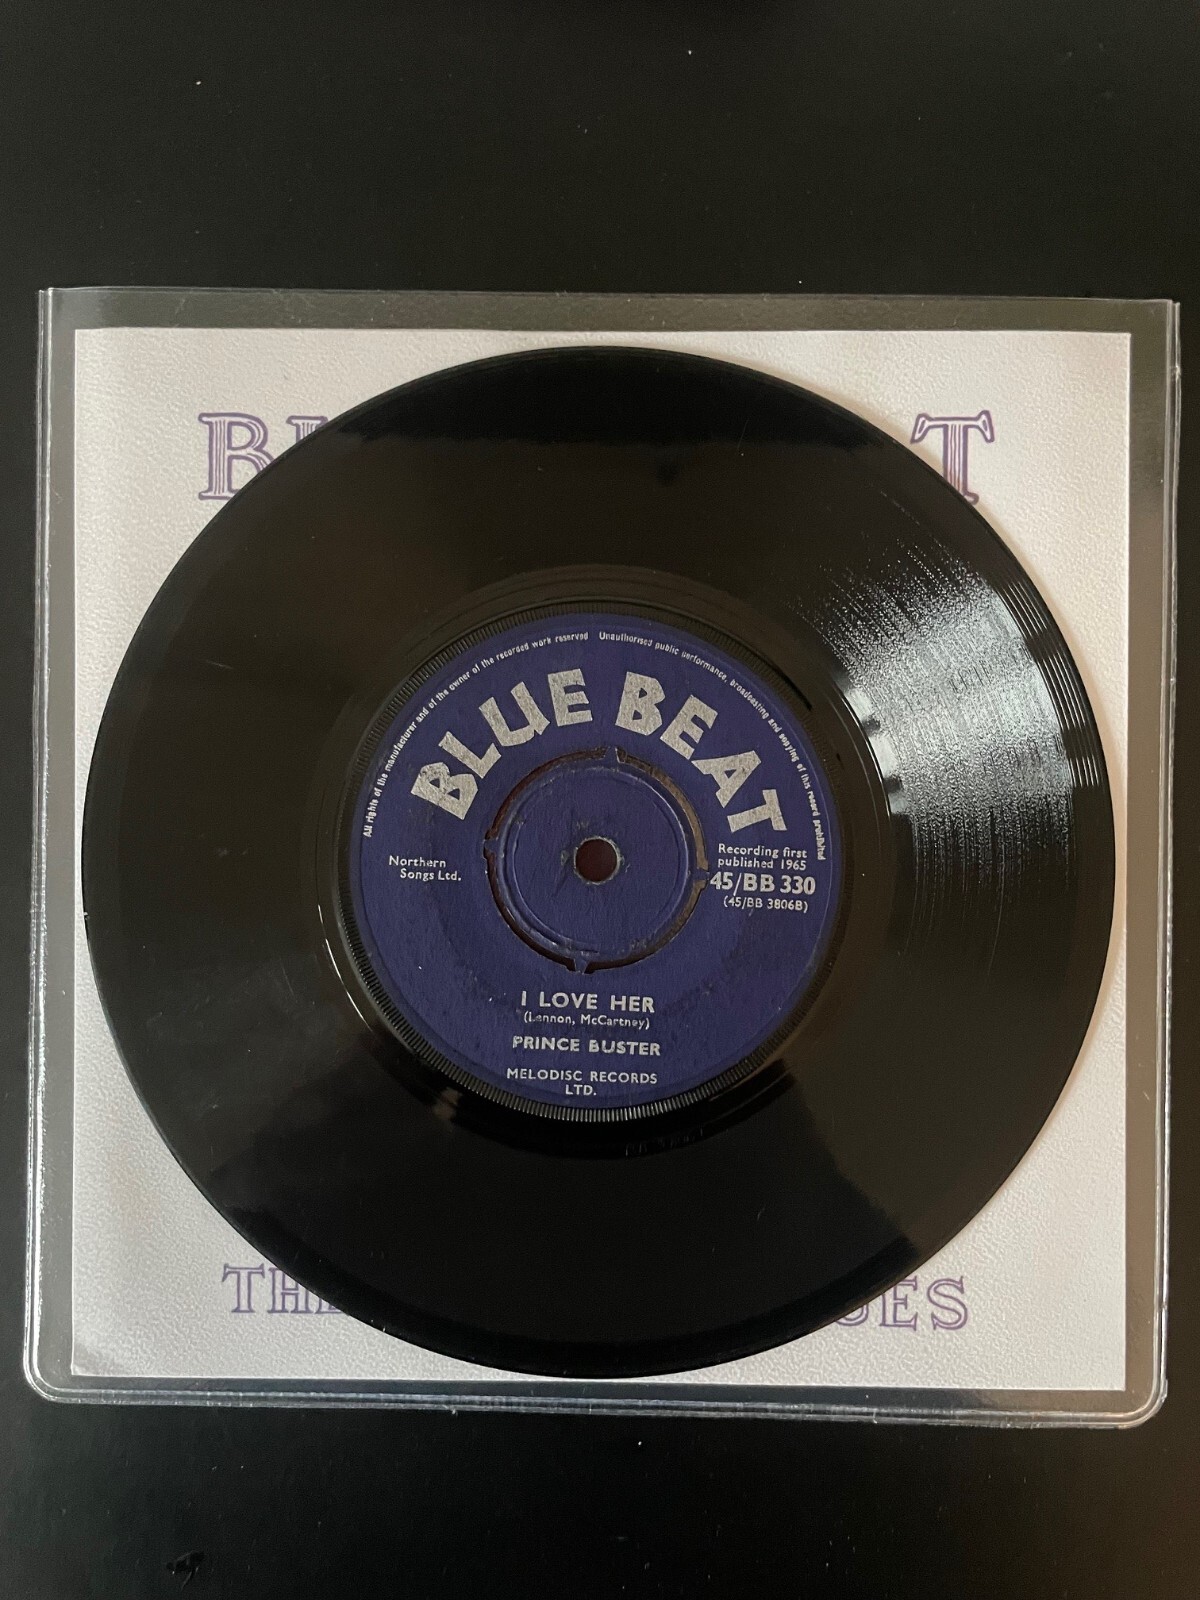 B
T
All rights of the manufacturer and of the owner of the recorded work reserved Unauthorised public performance, broadcasting and copying of this record prohibited
BLUE BEAT
Northern
Songs Ltd.
Recording first
published 1965
45/BB 330
(45/BB 3806B)
I LOVE HER
(Lennon, McCartney)
PRINCE BUSTER
MELODISC RECORDS
LTD.
TH
UES